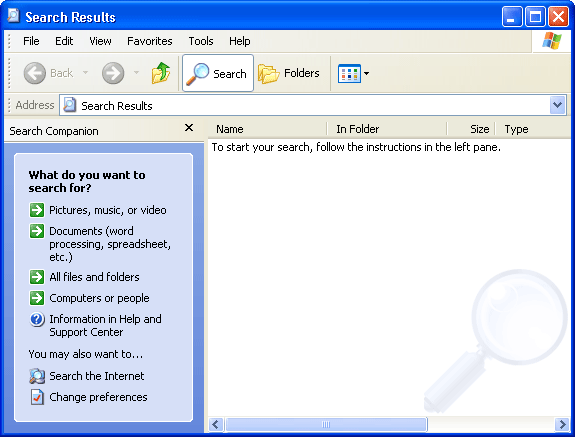 Search Results
File Edit View Favorites Tools Help
Back Search Folders
Address Search Results
Search Companion
Name In Folder Size Type
To start your search, follow the instructions in the left pane.
What do you want to
search for?
Pictures, music, or video
Documents (word
processing, spreadsheet,
etc.)
All files and folders
Computers or people
Information in Help and
Support Center
You may also want to...
Search the Internet
Change preferences